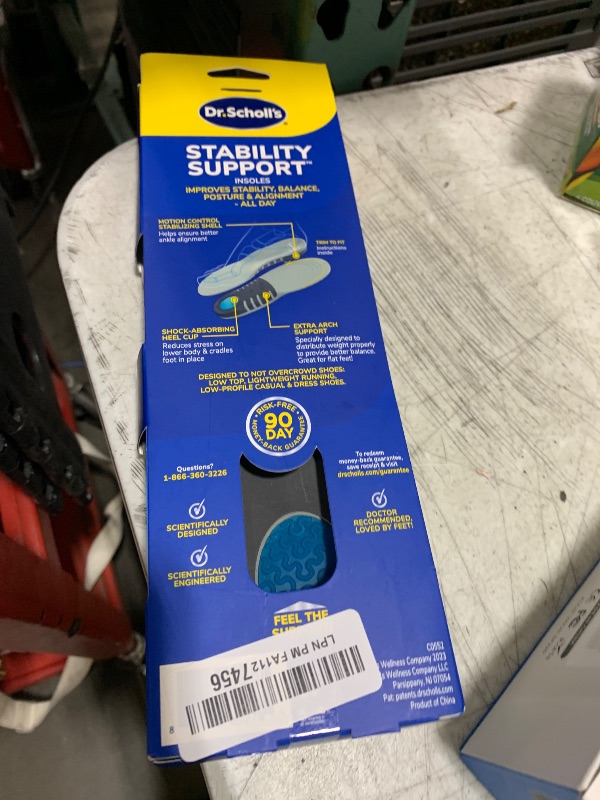 Dr.Scholl's
STABILITY
SUPPORT™
INSOLES
IMPROVES STABILITY, BALANCE,
POSTURE & ALIGNMENT
- ALL DAY
MOTION CONTROL
STABILIZING SHELL
Helps ensure better
ankle alignment
TRIM TO FIT
Instructions
inside
SHOCK-ABSORBING
HEEL CUP
Reduces stress on
lower body & cradles
foot in place
EXTRA ARCH
SUPPORT
Specially designed to
distribute weight properly
to provide better balance.
Great for flat feet!
DESIGNED TO NOT OVERCROWD SHOES:
LOW TOP, LIGHTWEIGHT RUNNING,
LOW-PROFILE CASUAL & DRESS SHOES.
RISK-FREE
90
DAY
MONEY-BACK GUARANTEE
Questions?
1-866-360-3226
SCIENTIFICALLY
DESIGNED
SCIENTIFICALLY
ENGINEERED
To redeem
money-back guarantee,
save receipt & visit
drscholls.com/guarantee
DOCTOR
RECOMMENDED,
LOVED BY FEET!
FEEL THE
LPN PM FA1127456
C0552
Wellness Company 2023
Wellness Company LLC
Parsippany, NJ 07054
Pat: patents.drscholls.com
Product of China
8